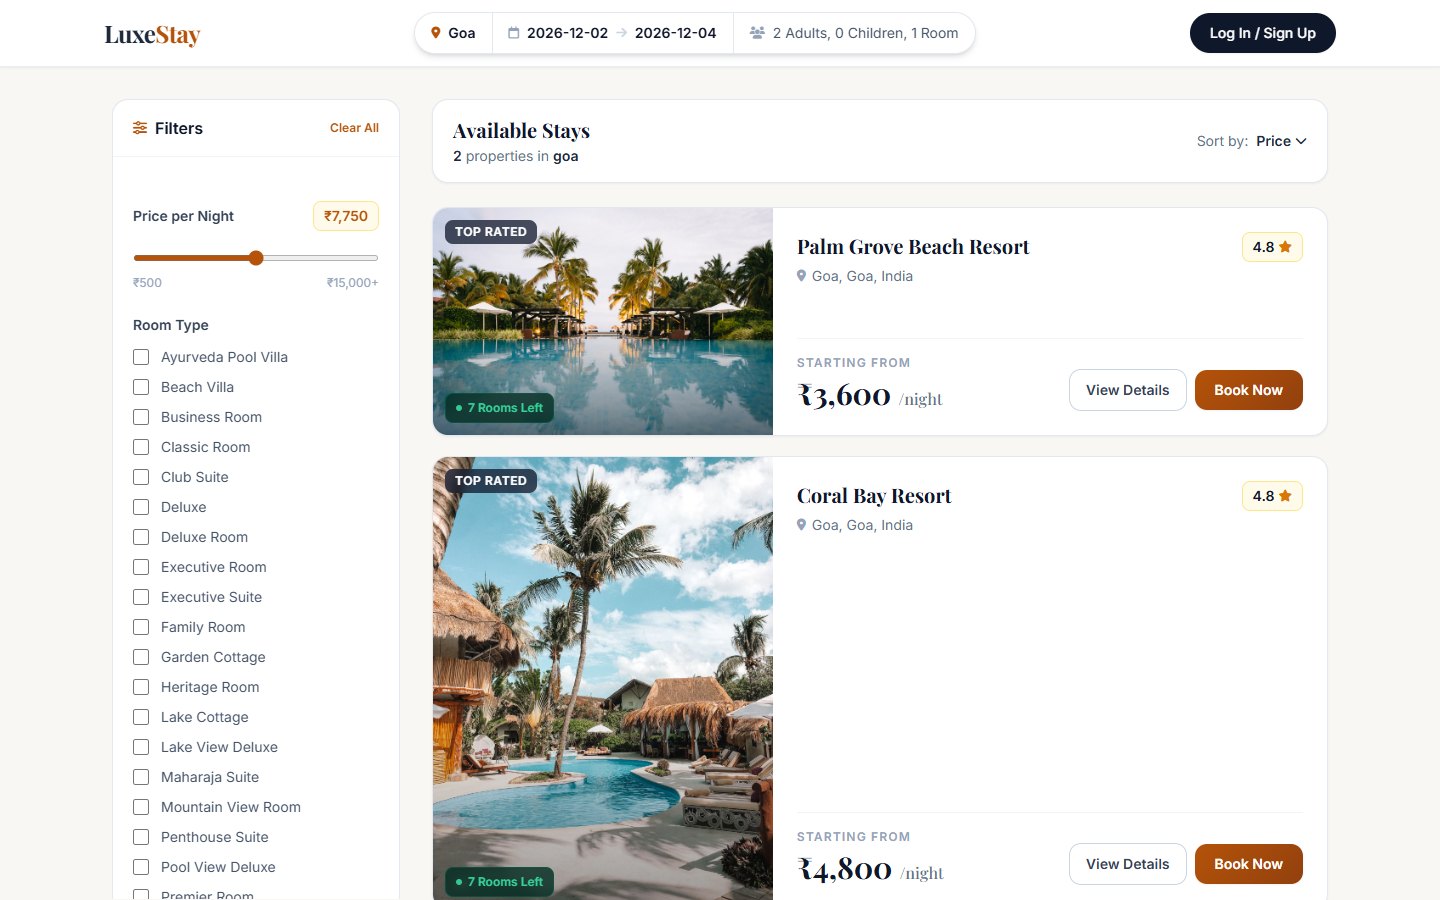 LuxeStay
Goa
2026-12-02 → 2026-12-04
2 Adults, 0 Children, 1 Room
Log In / Sign Up
Filters
Clear All
Price per Night
₹7,750
₹500
₹15,000+
Room Type
Ayurveda Pool Villa
Beach Villa
Business Room
Classic Room
Club Suite
Deluxe
Deluxe Room
Executive Room
Executive Suite
Family Room
Garden Cottage
Heritage Room
Lake Cottage
Lake View Deluxe
Maharaja Suite
Mountain View Room
Penthouse Suite
Pool View Deluxe
Premier Room
Available Stays
2 properties in goa
Sort by: Price
TOP RATED
7 Rooms Left
Palm Grove Beach Resort
4.8
Goa, Goa, India
STARTING FROM
₹3,600 /night
View Details
Book Now
TOP RATED
7 Rooms Left
Coral Bay Resort
4.8
Goa, Goa, India
STARTING FROM
₹4,800 /night
View Details
Book Now